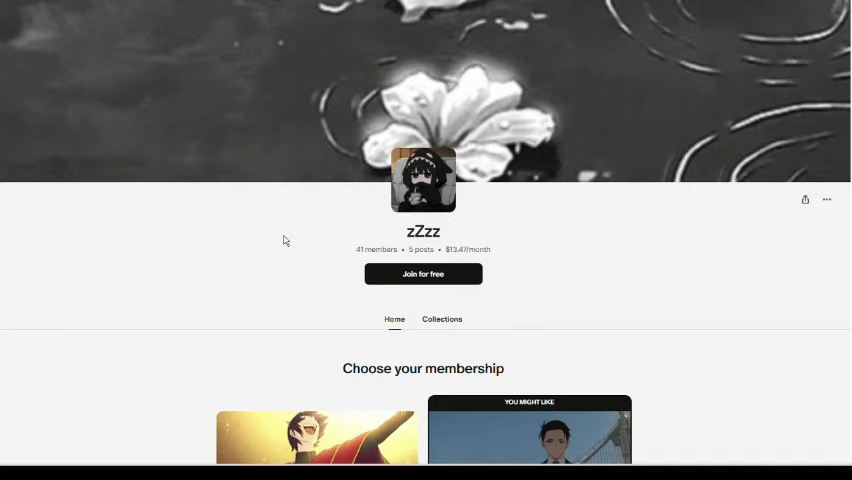 zZzz
41 members • 5 posts • $13.47/month
Join for free
Home Collections
Choose your membership
YOU MIGHT LIKE